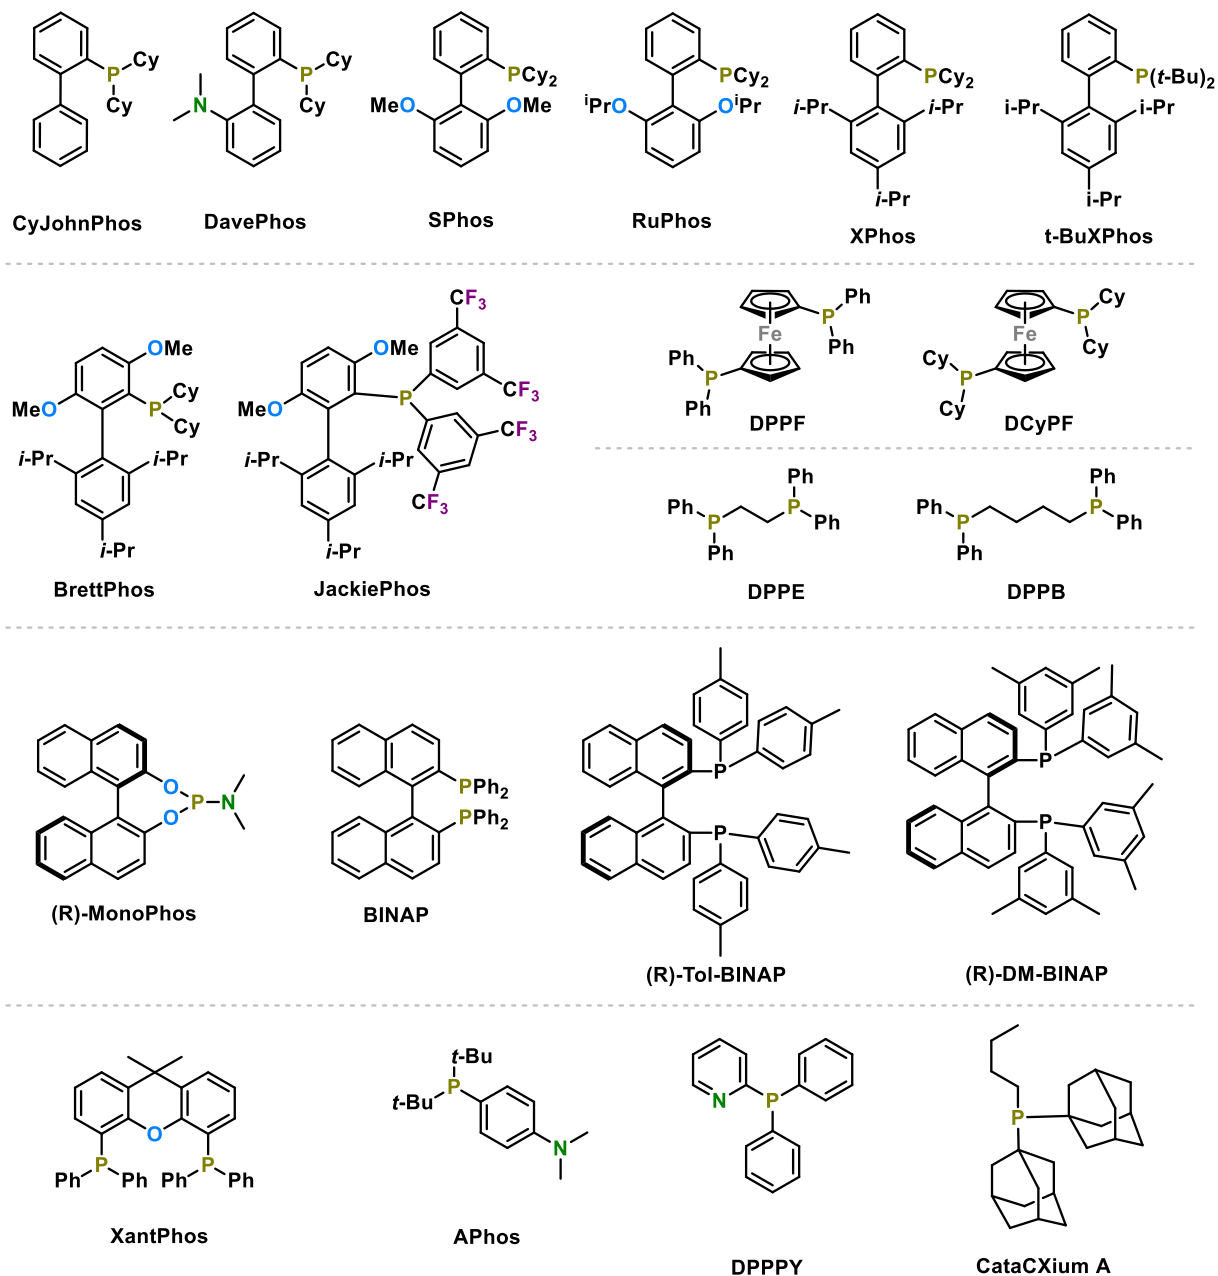 Cy
P
Cy
CyJohnPhos
Cy
P
Cy
N
DavePhos
PCy2
MeO
OMe
SPhos
PCy2
iPrO
OiPr
RuPhos
PCy2
i-Pr
i-Pr
i-Pr
XPhos
P(t-Bu)2
i-Pr
i-Pr
i-Pr
t-BuXPhos
OMe
Cy
P
Cy
MeO
i-Pr
i-Pr
i-Pr
BrettPhos
CF3
OMe
CF3
P
MeO
CF3
i-Pr
i-Pr
CF3
i-Pr
JackiePhos
Ph
P
Fe
Ph
Ph
P
Ph
DPPF
Cy
P
Fe
Cy
Cy
P
Cy
DCyPF
Ph
Ph
P
P
Ph
Ph
DPPE
Ph
Ph
P
P
Ph
Ph
DPPB
O
P
N
O
(R)-MonoPhos
PPh2
PPh2
BINAP
P
P
(R)-Tol-BINAP
P
P
(R)-DM-BINAP
O
P
P
Ph
Ph
Ph
Ph
XantPhos
t-Bu
P
t-Bu
N
APhos
N
P
DPPPY
P
CataCXium A